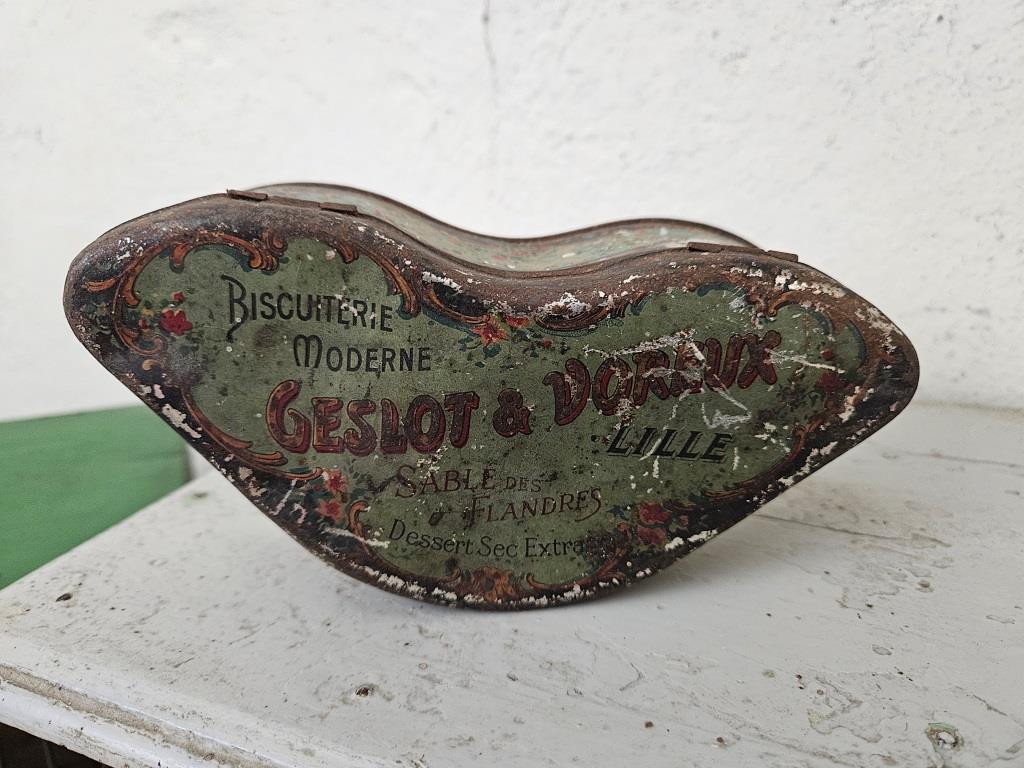 BISCUITERIE
MODERNE
GESLOT & VOREUX
LILLE
SABLE DES
FLANDRES
Dessert Sec Extra